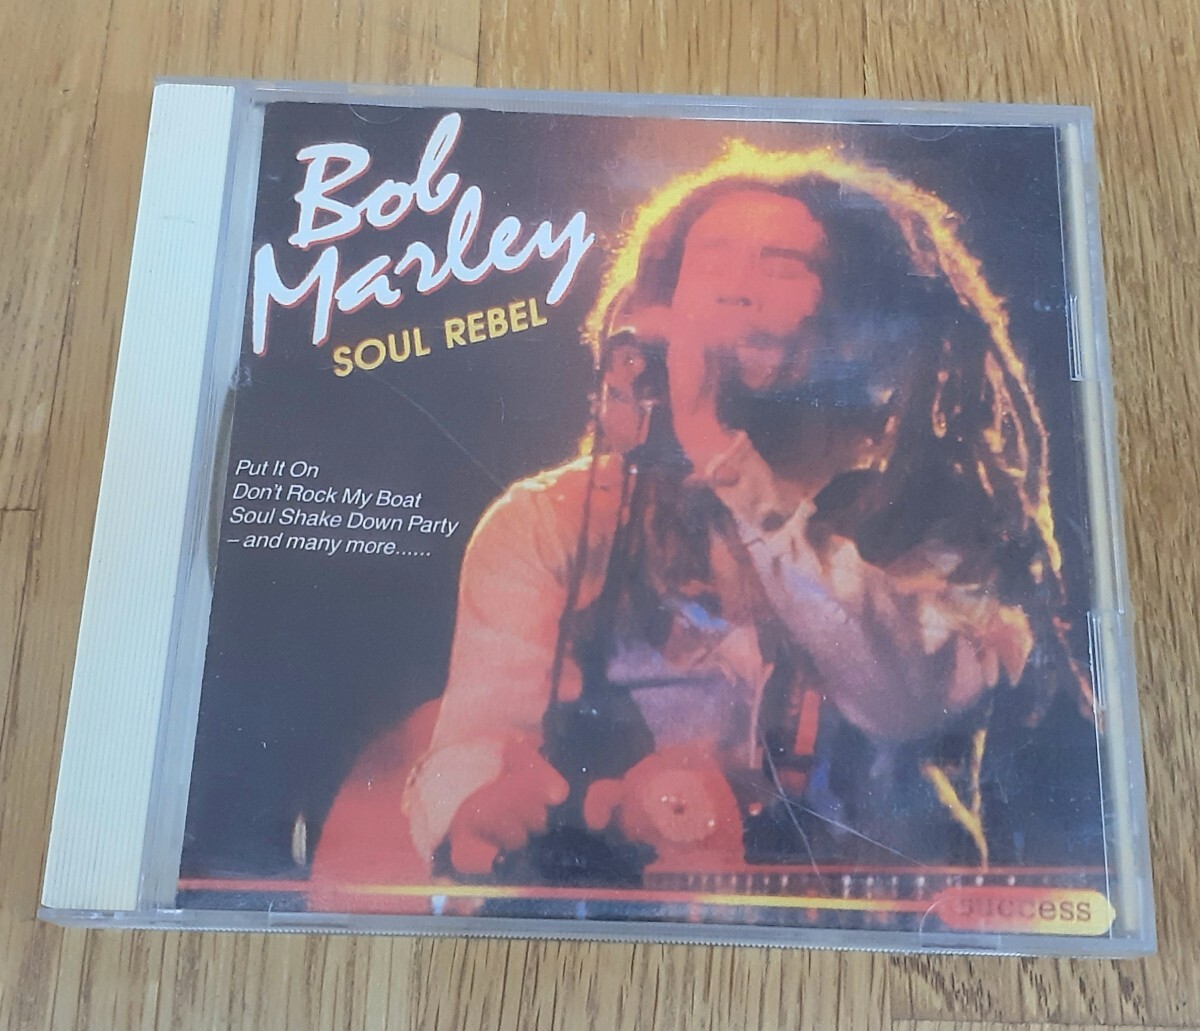 Bob
Marley
SOUL REBEL
Put It On
Don't Rock My Boat
Soul Shake Down Party
– and many more......
success